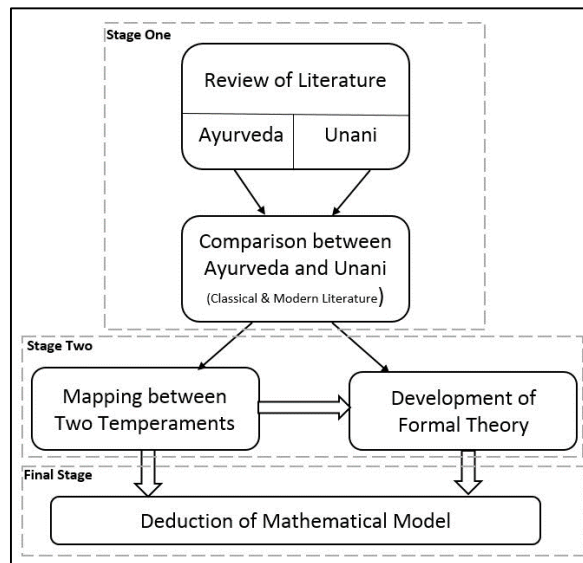 Stage One
Review of Literature
Ayurveda
Unani
Comparison between
Ayurveda and Unani
(Classical & Modern Literature)
Stage Two
Mapping between
Two Temperaments
Development of
Formal Theory
Final Stage
Deduction of Mathematical Model